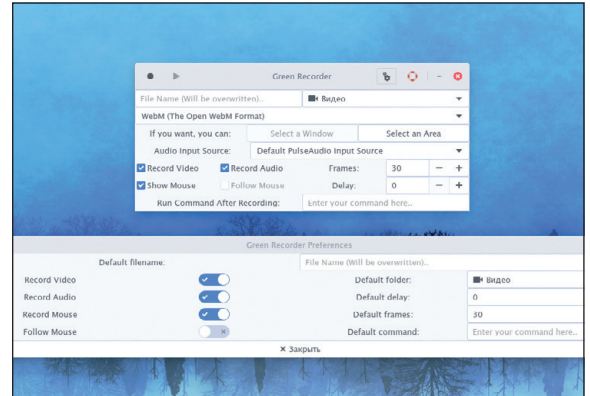 Green Recorder
File Name (Will be overwritten).. Видео
WebM (The Open WebM Format)
If you want, you can: Select a Window Select an Area
Audio Input Source: Default PulseAudio Input Source
Record Video Record Audio Frames: 30 − +
Show Mouse Follow Mouse Delay: 0 − +
Run Command After Recording: Enter your command here..
Green Recorder Preferences
Default filename: File Name (Will be overwritten)..
Record Video Default folder: Видео
Record Audio Default delay: 0
Record Mouse Default frames: 30
Follow Mouse Default command: Enter your command here..
× Закрыть